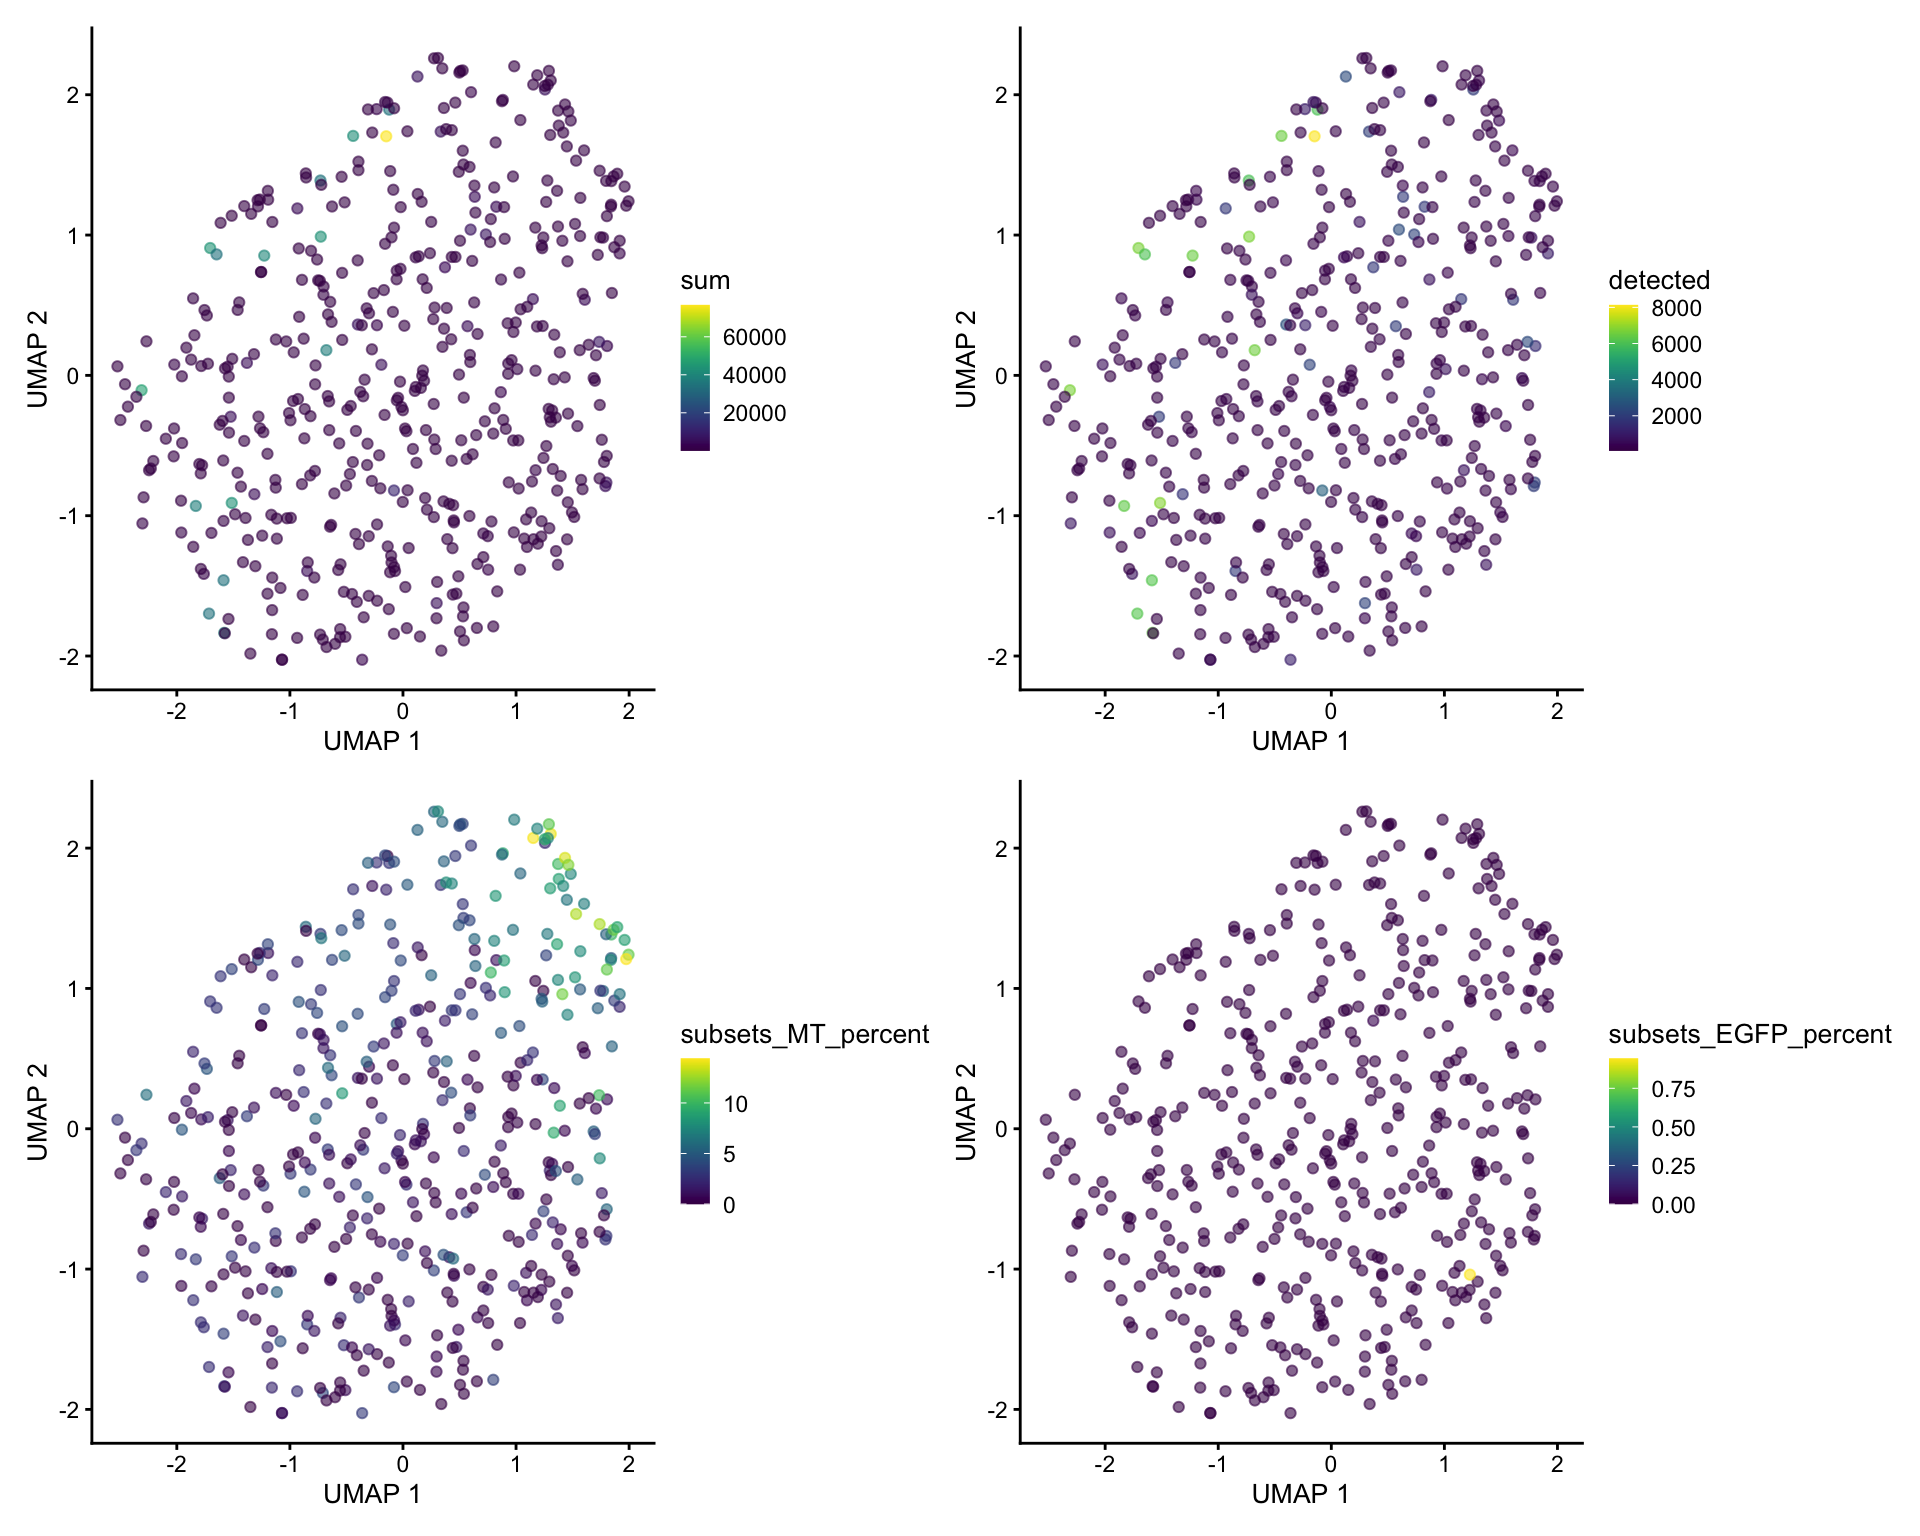 2
1
0
-1
-2
UMAP 2
-2 -1 0 1 2
UMAP 1
sum
60000
40000
20000
2
1
0
-1
-2
UMAP 2
-2 -1 0 1 2
UMAP 1
detected
8000
6000
4000
2000
2
1
0
-1
-2
UMAP 2
-2 -1 0 1 2
UMAP 1
subsets_MT_percent
10
5
0
2
1
0
-1
-2
UMAP 2
-2 -1 0 1 2
UMAP 1
subsets_EGFP_percent
0.75
0.50
0.25
0.00